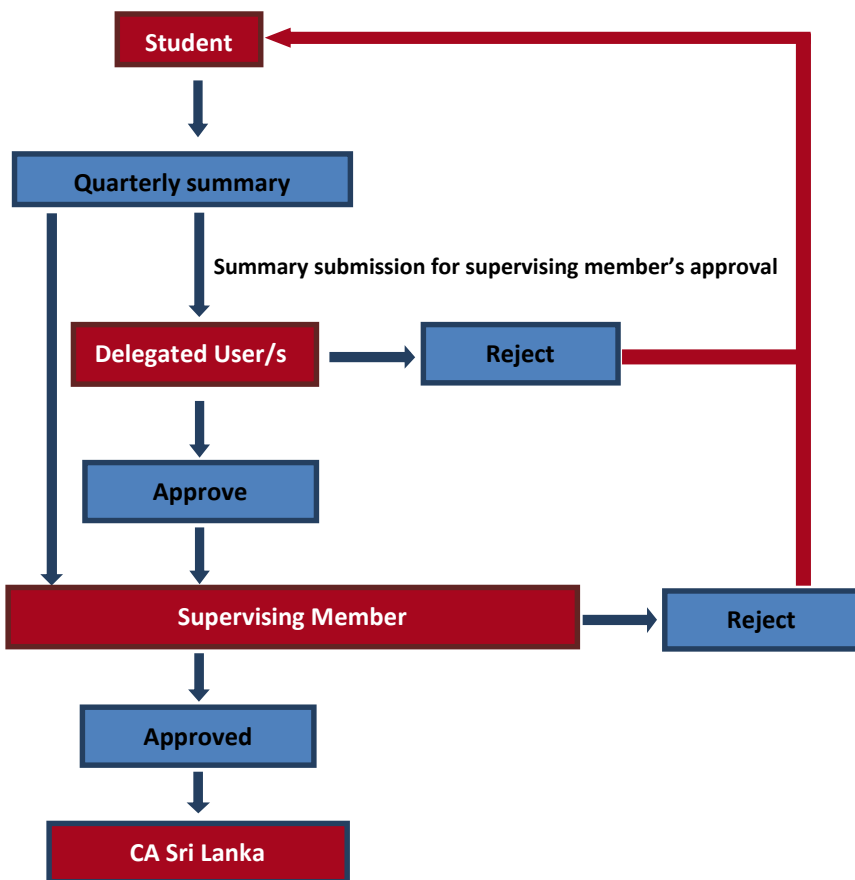 Student
Quarterly summary
Summary submission for supervising member’s approval
Delegated User/s
Reject
Approve
Supervising Member
Reject
Approved
CA Sri Lanka